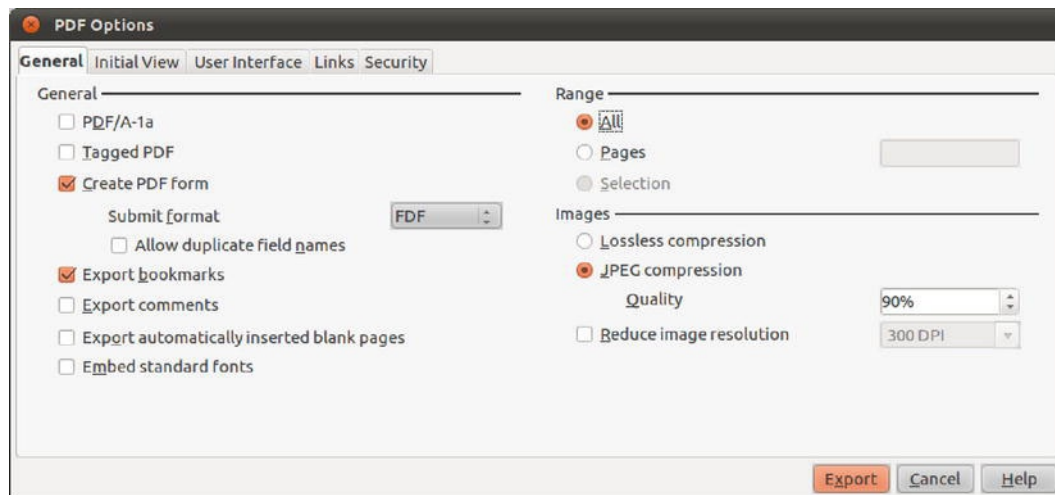 PDF Options
General Initial View User Interface Links Security
General
PDF/A-1a
Tagged PDF
Create PDF form
Submit format FDF
Allow duplicate field names
Export bookmarks
Export comments
Export automatically inserted blank pages
Embed standard fonts
Range
All
Pages
Selection
Images
Lossless compression
JPEG compression
Quality 90%
Reduce image resolution 300 DPI
Export Cancel Help